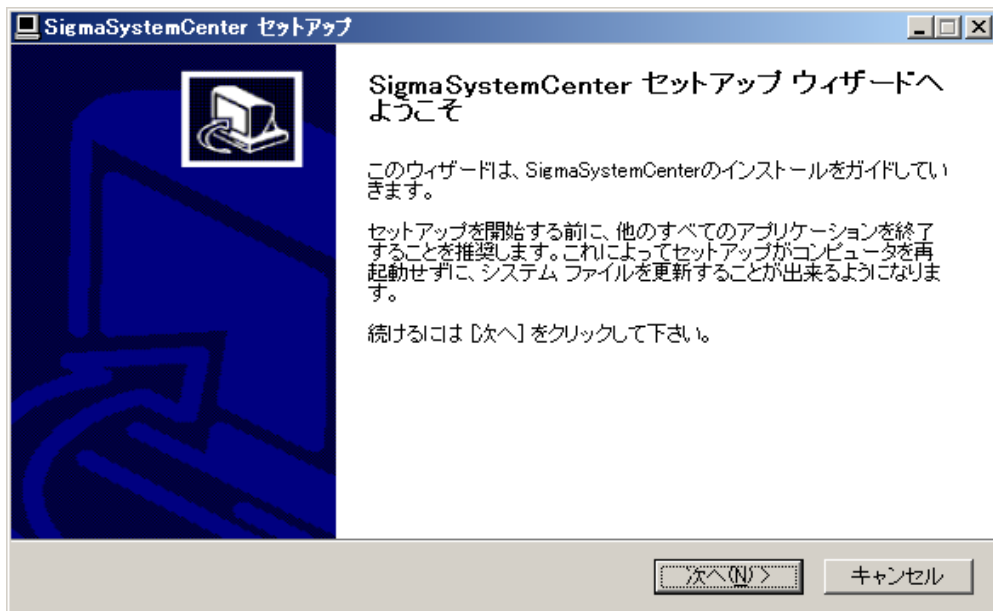 SigmaSystemCenter セットアップ
SigmaSystemCenter セットアップ ウィザードへ
ようこそ
このウィザードは、SigmaSystemCenterのインストールをガイドしてい
きます。
セットアップを開始する前に、他のすべてのアプリケーションを終了
することを推奨します。これによってセットアップがコンピュータを再
起動せずに、システム ファイルを更新することが出来るようになりま
す。
続けるには [次へ] をクリックして下さい。
次へ(N) >
キャンセル